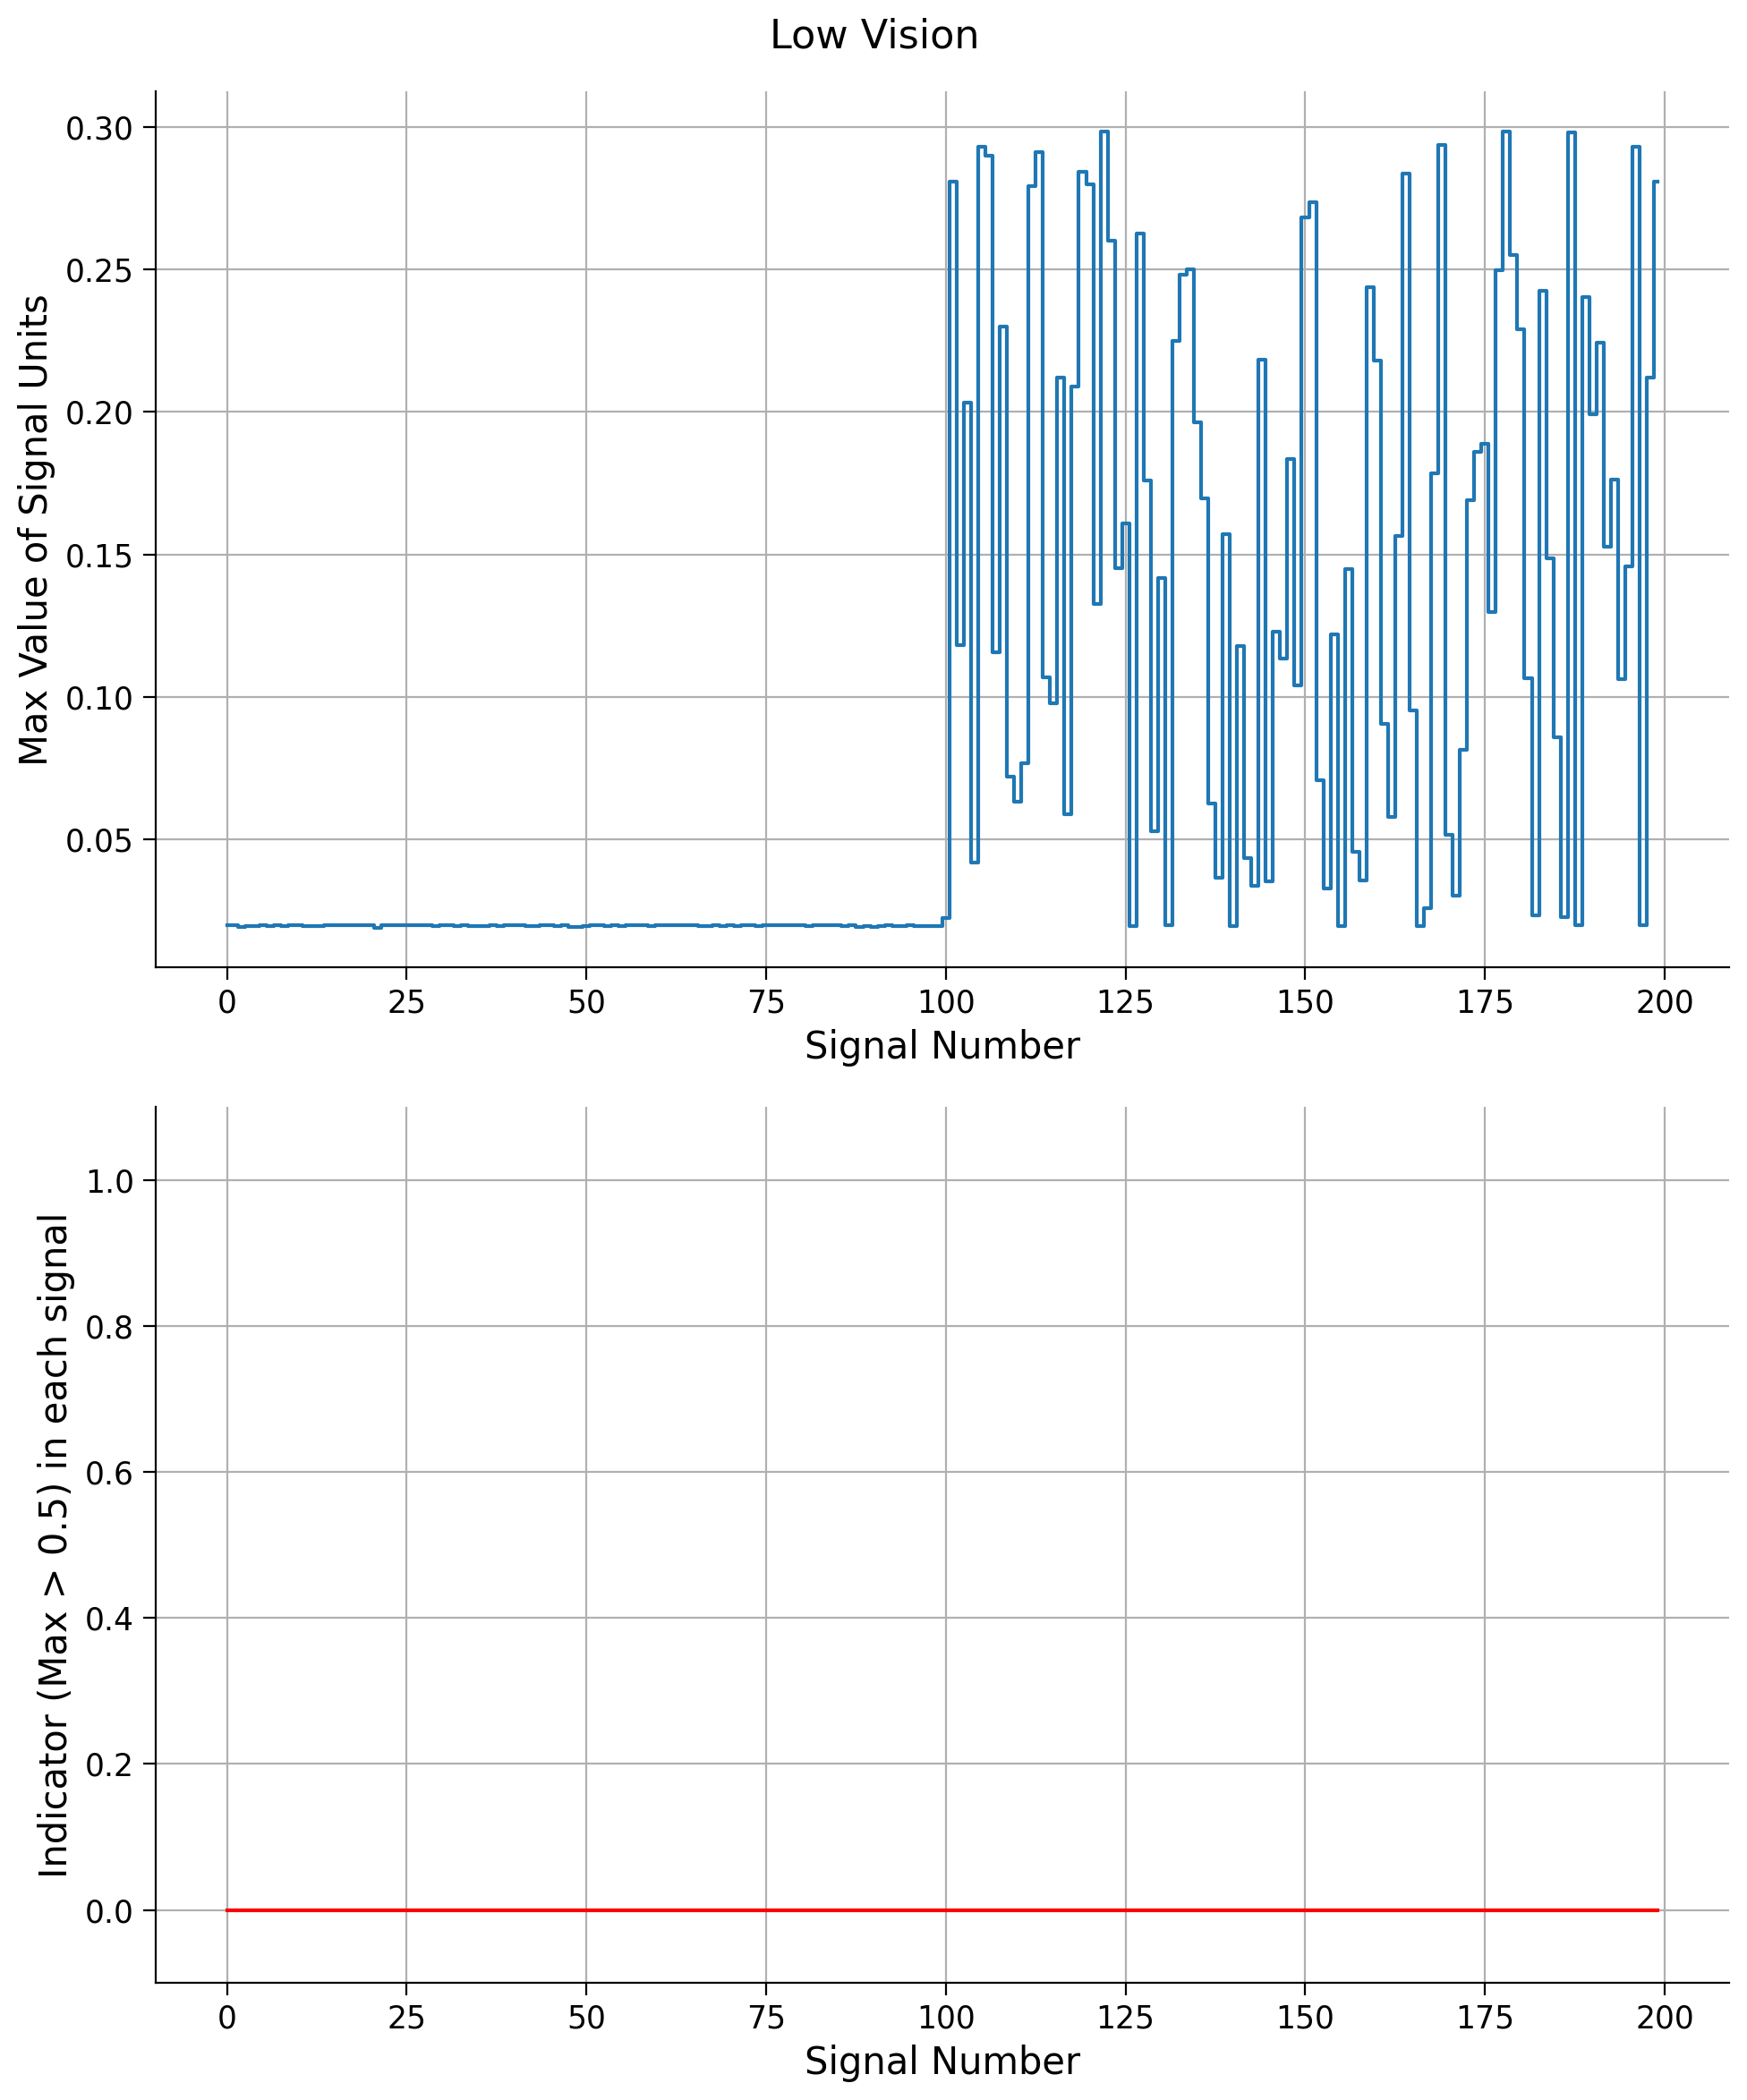 Low Vision
Max Value of Signal Units
0.30
0.25
0.20
0.15
0.10
0.05
0 25 50 75 100 125 150 175 200
Signal Number
Indicator (Max > 0.5) in each signal
1.0
0.8
0.6
0.4
0.2
0.0
0 25 50 75 100 125 150 175 200
Signal Number